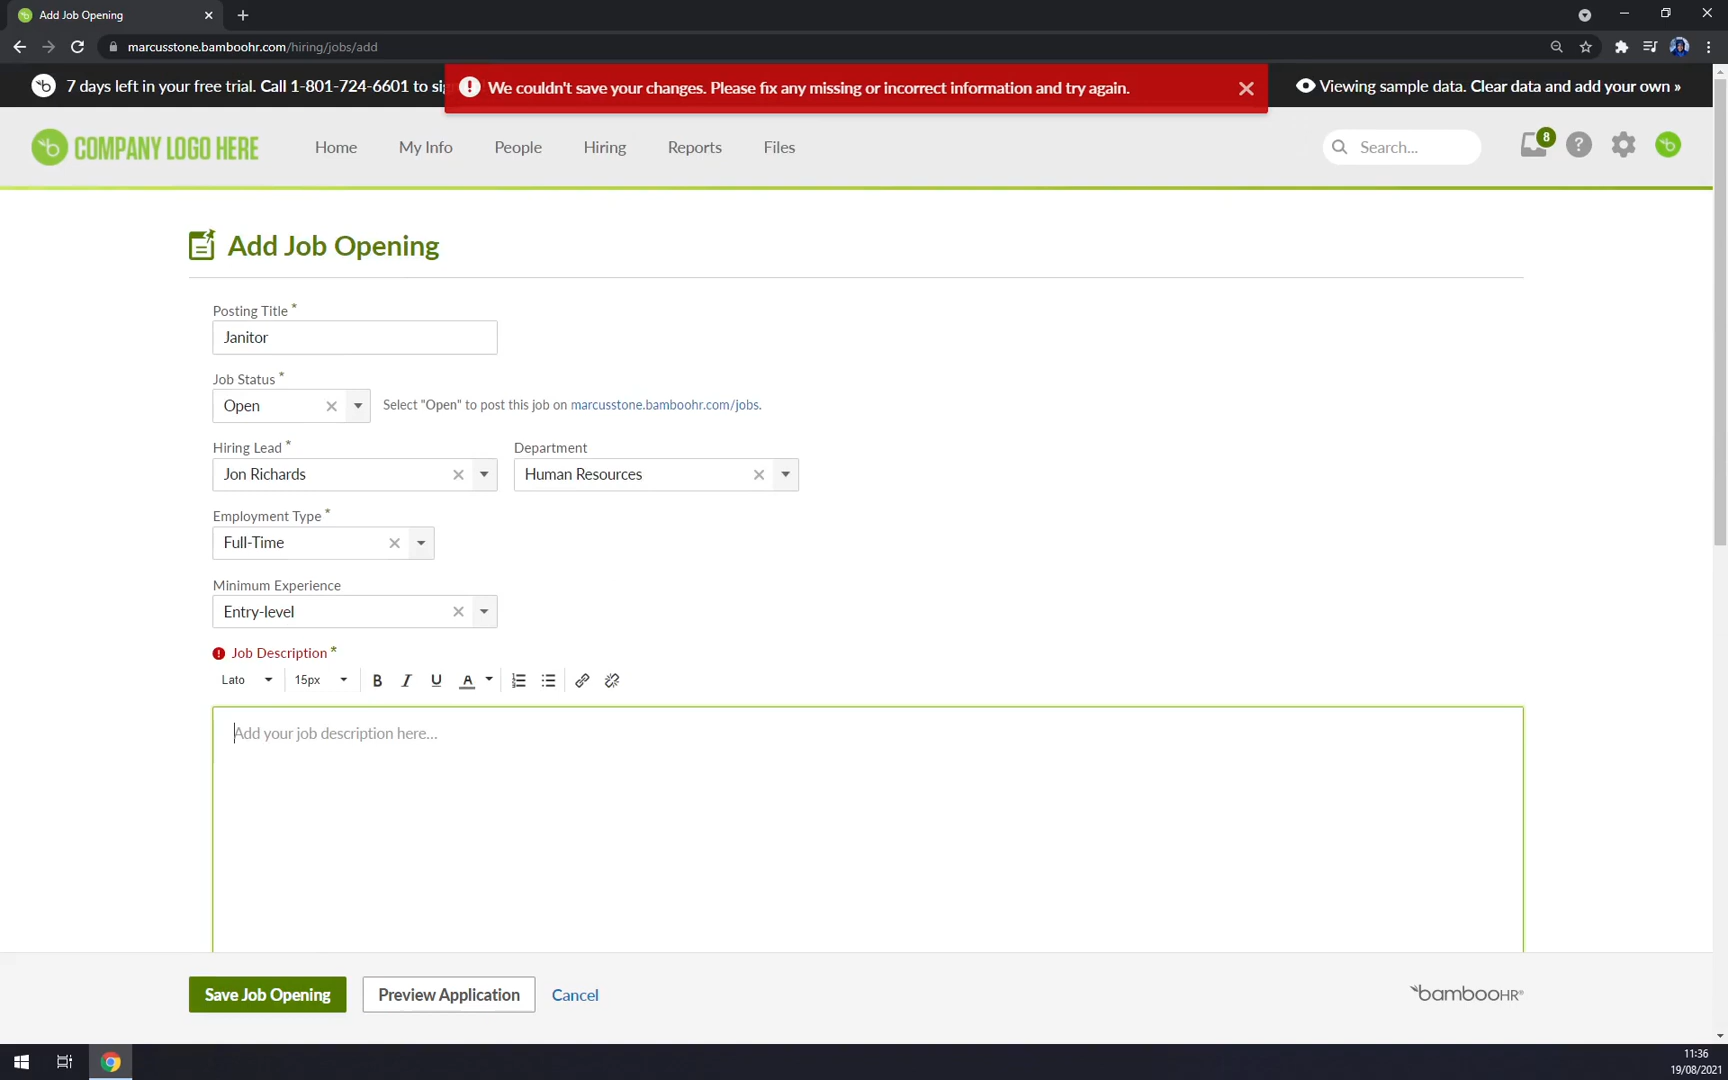 Add Job Opening
marcusstone.bamboohr.com/hiring/jobs/add
7 days left in your free trial. Call 1-801-724-6601 to si
We couldn't save your changes. Please fix any missing or incorrect information and try again.
Viewing sample data. Clear data and add your own »
COMPANY LOGO HERE
Home
My Info
People
Hiring
Reports
Files
Search...
8
Add Job Opening
Posting Title *
Janitor
Job Status *
Open
Select "Open" to post this job on marcusstone.bamboohr.com/jobs.
Hiring Lead *
Department
Jon Richards
Human Resources
Employment Type *
Full-Time
Minimum Experience
Entry-level
Job Description *
Lato
15px
B
I
U
A
Add your job description here...
Save Job Opening
Preview Application
Cancel
bambooHR®
11:36
19/08/2021